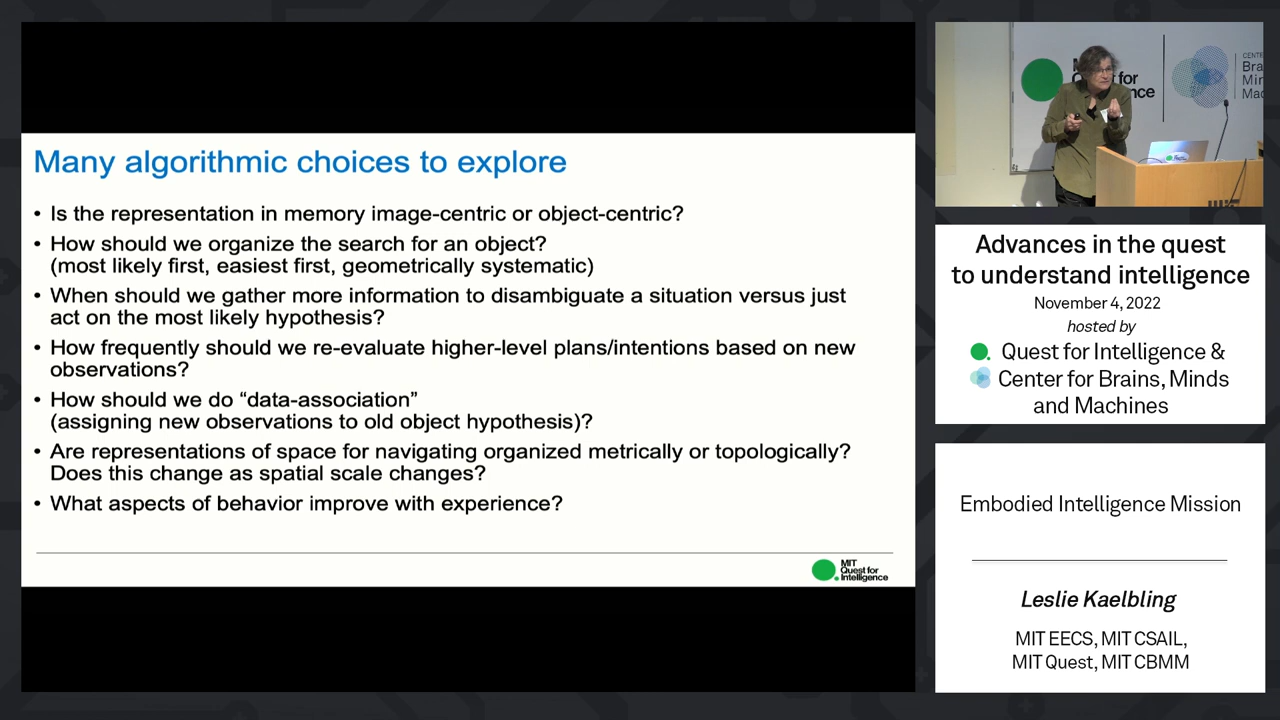 Many algorithmic choices to explore
• Is the representation in memory image-centric or object-centric?
• How should we organize the search for an object?
(most likely first, easiest first, geometrically systematic)
• When should we gather more information to disambiguate a situation versus just
act on the most likely hypothesis?
• How frequently should we re-evaluate higher-level plans/intentions based on new
observations?
• How should we do “data-association”
(assigning new observations to old object hypothesis)?
• Are representations of space for navigating organized metrically or topologically?
Does this change as spatial scale changes?
• What aspects of behavior improve with experience?
MIT
Quest for
Intelligence
Advances in the quest
to understand intelligence
November 4, 2022
hosted by
Quest for Intelligence &
Center for Brains, Minds
and Machines
Embodied Intelligence Mission
Leslie Kaelbling
MIT EECS, MIT CSAIL,
MIT Quest, MIT CBMM